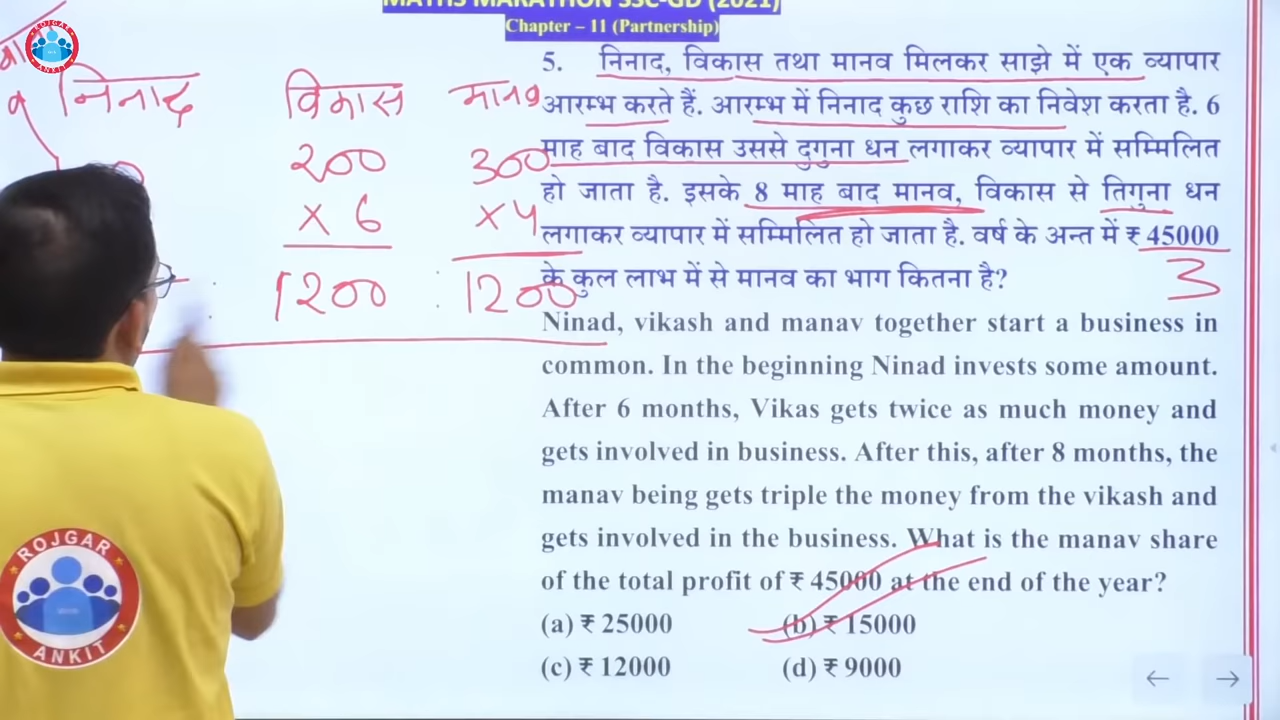 MATHS MARATHON SSC-GD (2021)
Chapter – 11 (Partnership)
ROJGAR
ANKIT
निनाद विकास मानव
200 300
× 6 × 4
1200 : 1200
5. निनाद, विकास तथा मानव मिलकर साझे में एक व्यापार
आरम्भ करते हैं. आरम्भ में निनाद कुछ राशि का निवेश करता है. 6
माह बाद विकास उससे दुगुना धन लगाकर व्यापार में सम्मिलित
हो जाता है. इसके 8 माह बाद मानव, विकास से तिगुना धन
लगाकर व्यापार में सम्मिलित हो जाता है. वर्ष के अन्त में ₹ 45000
3
के कुल लाभ में से मानव का भाग कितना है?
Ninad, vikash and manav together start a business in
common. In the beginning Ninad invests some amount.
After 6 months, Vikas gets twice as much money and
gets involved in business. After this, after 8 months, the
manav being gets triple the money from the vikash and
gets involved in the business. What is the manav share
of the total profit of ₹ 45000 at the end of the year?
(a) ₹ 25000 (b) ₹ 15000
(c) ₹ 12000 (d) ₹ 9000
ROJGAR
ANKIT